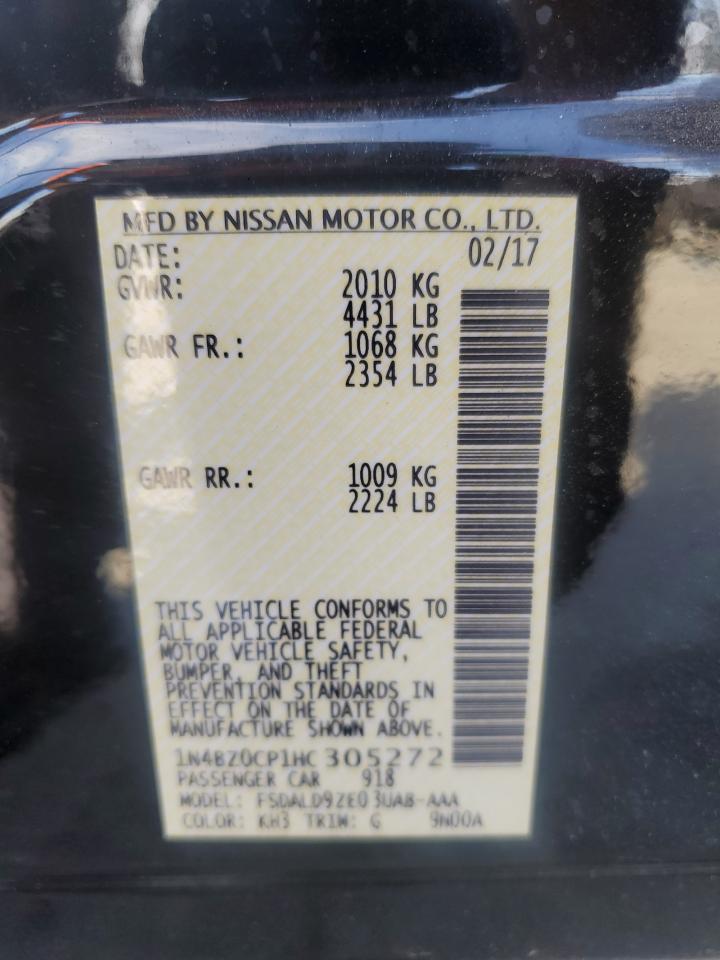 MFD BY NISSAN MOTOR CO., LTD.
DATE: 02/17
GVWR: 2010 KG
4431 LB
GAWR FR.: 1068 KG
2354 LB
GAWR RR.: 1009 KG
2224 LB
THIS VEHICLE CONFORMS TO
ALL APPLICABLE FEDERAL
MOTOR VEHICLE SAFETY,
BUMPER, AND THEFT
PREVENTION STANDARDS IN
EFFECT ON THE DATE OF
MANUFACTURE SHOWN ABOVE.
1N4BZ0CP1HC 305272
PASSENGER CAR 918
MODEL: FSDALD9ZE03UAB-AAA
COLOR: KH3 TRIM: G 9N00A